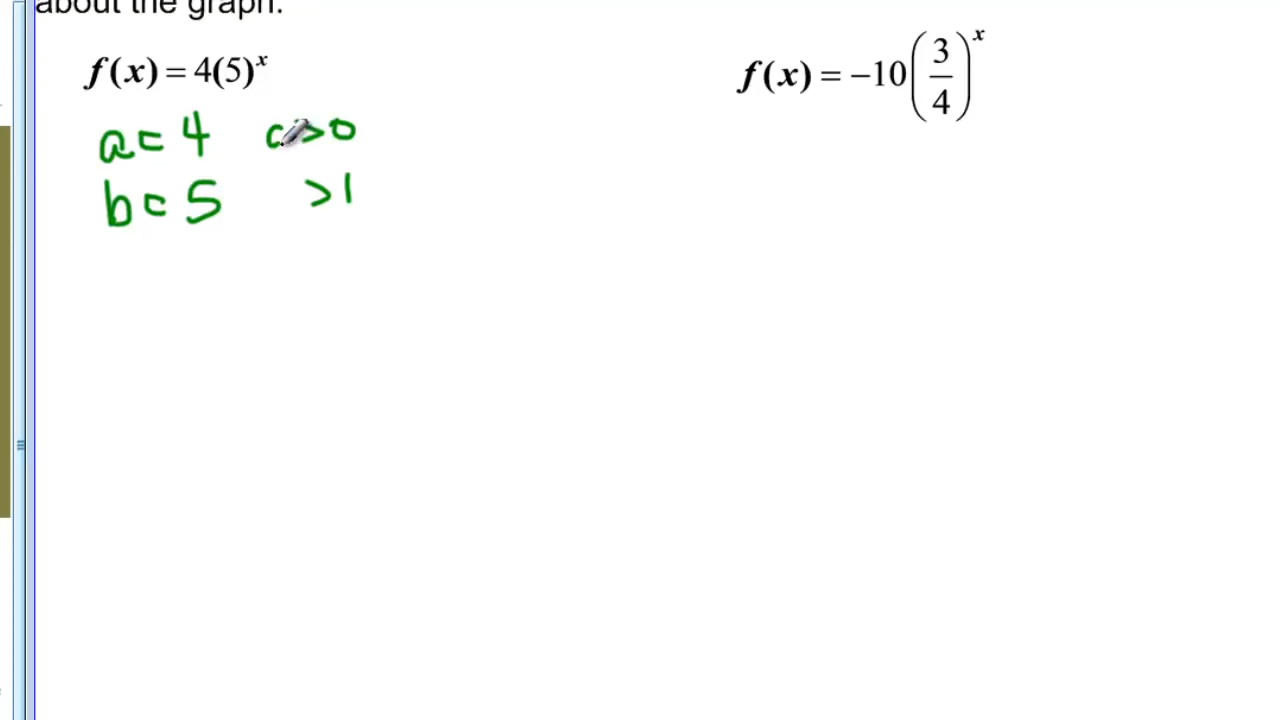 about the graph.
f(x) = 4(5)^x
f(x) = −10(3/4)^x
a = 4 a > 0
b = 5 > 1